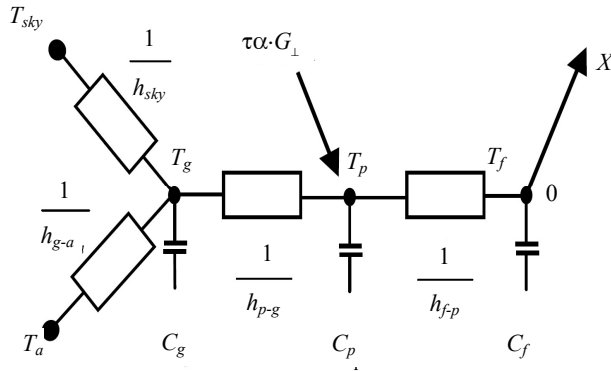 T_sky
1/h_sky
τα·G_⊥
X
T_g
T_p
T_f
0
1/h_g-a
1/h_p-g
1/h_f-p
T_a
C_g
C_p
C_f